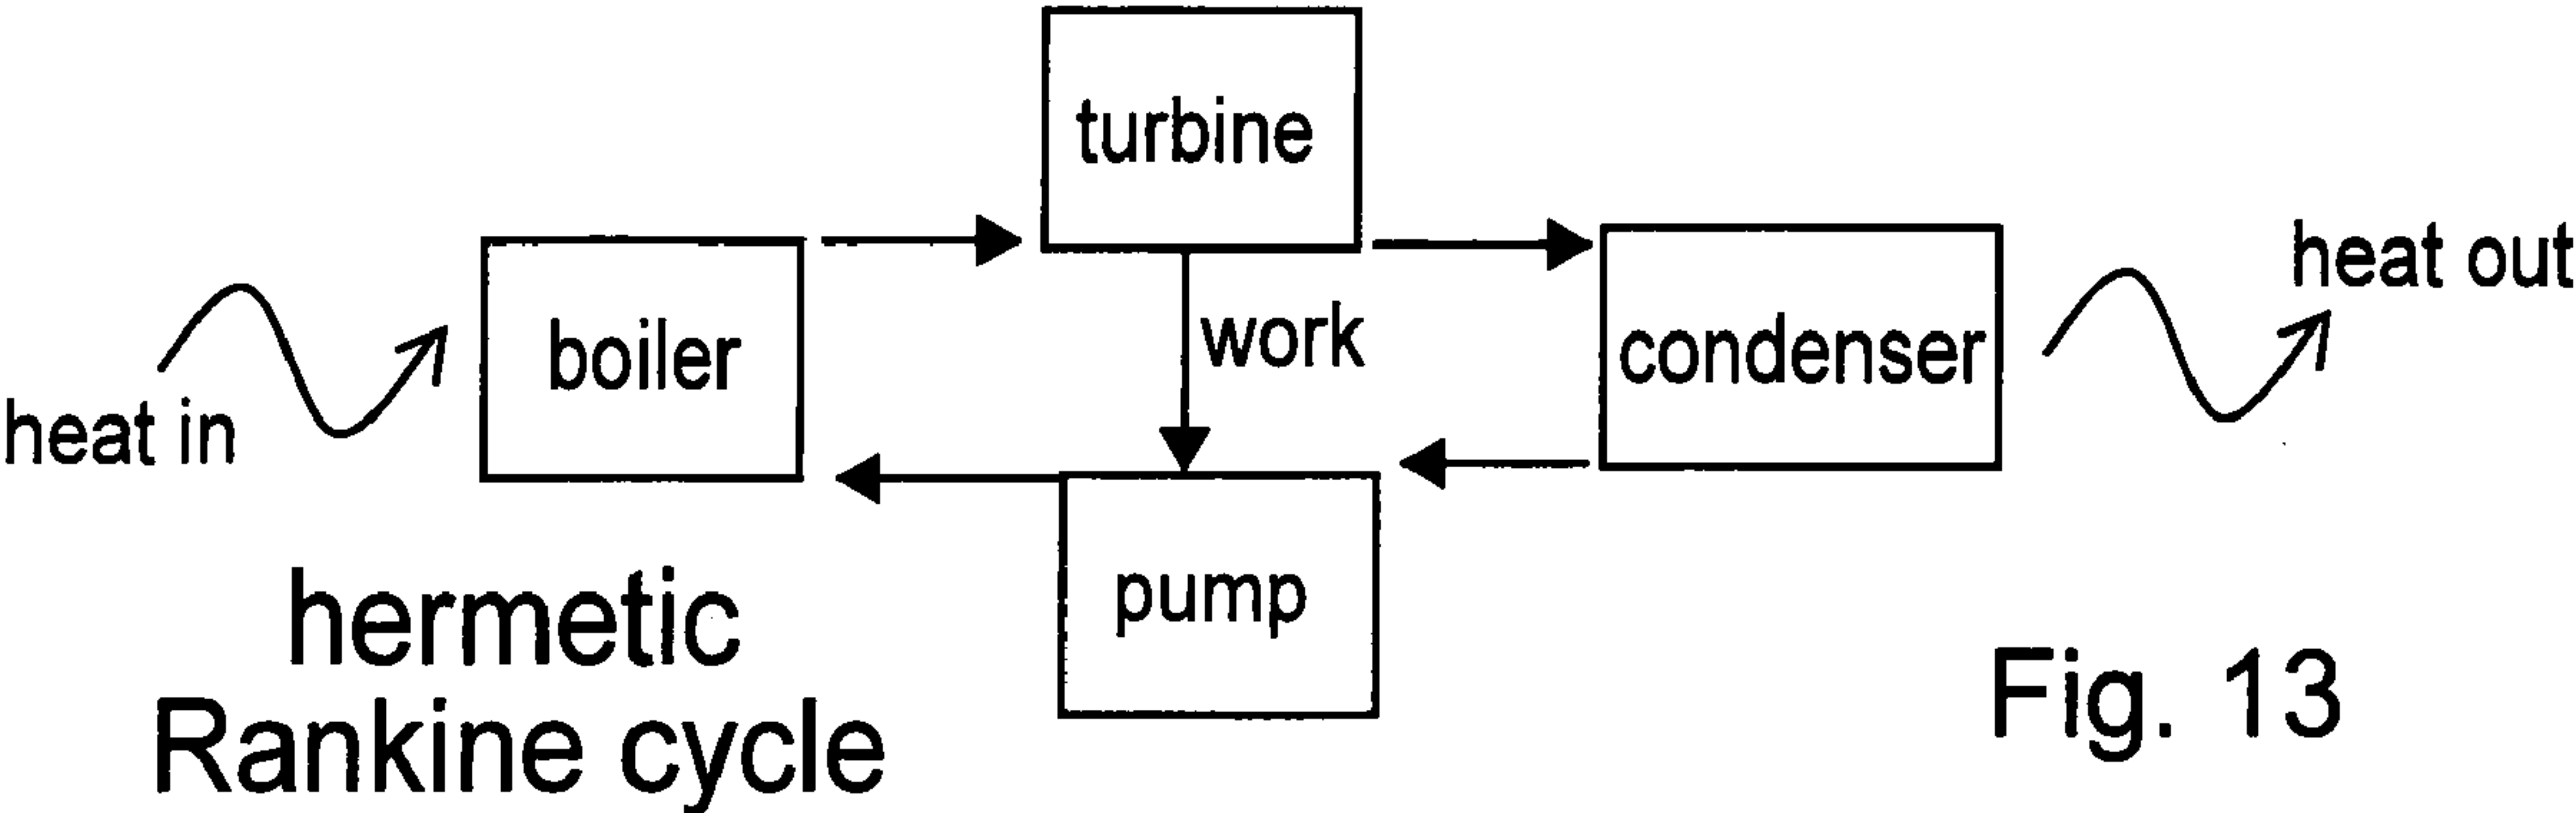 turbine
heat in
boiler
work
condenser
heat out
pump
hermetic
Rankine cycle
Fig. 13